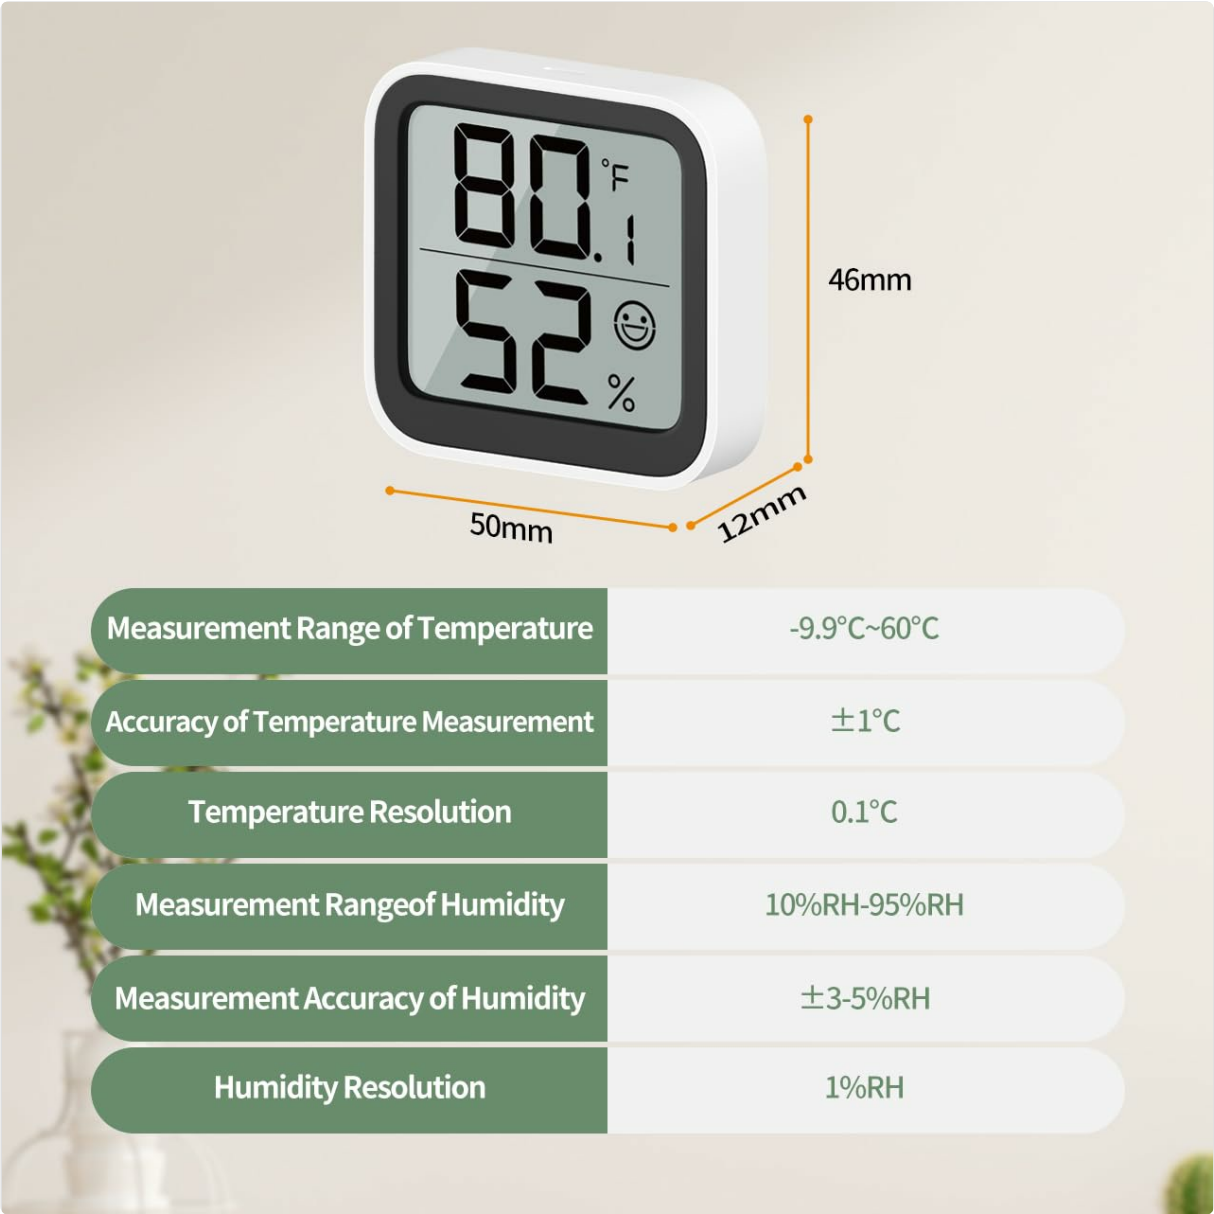 80.1 °F
52 %
46mm
50mm
12mm
Measurement Range of Temperature -9.9°C~60°C
Accuracy of Temperature Measurement ±1°C
Temperature Resolution 0.1°C
Measurement Rangeof Humidity 10%RH-95%RH
Measurement Accuracy of Humidity ±3-5%RH
Humidity Resolution 1%RH